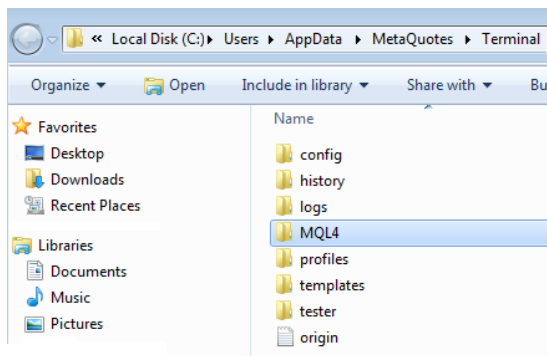 « Local Disk (C:) ▸ Users ▸ AppData ▸ MetaQuotes ▸ Terminal
Organize ▾ Open Include in library ▾ Share with ▾ Bu
Favorites
Desktop
Downloads
Recent Places
Libraries
Documents
Music
Pictures
Name
config
history
logs
MQL4
profiles
templates
tester
origin